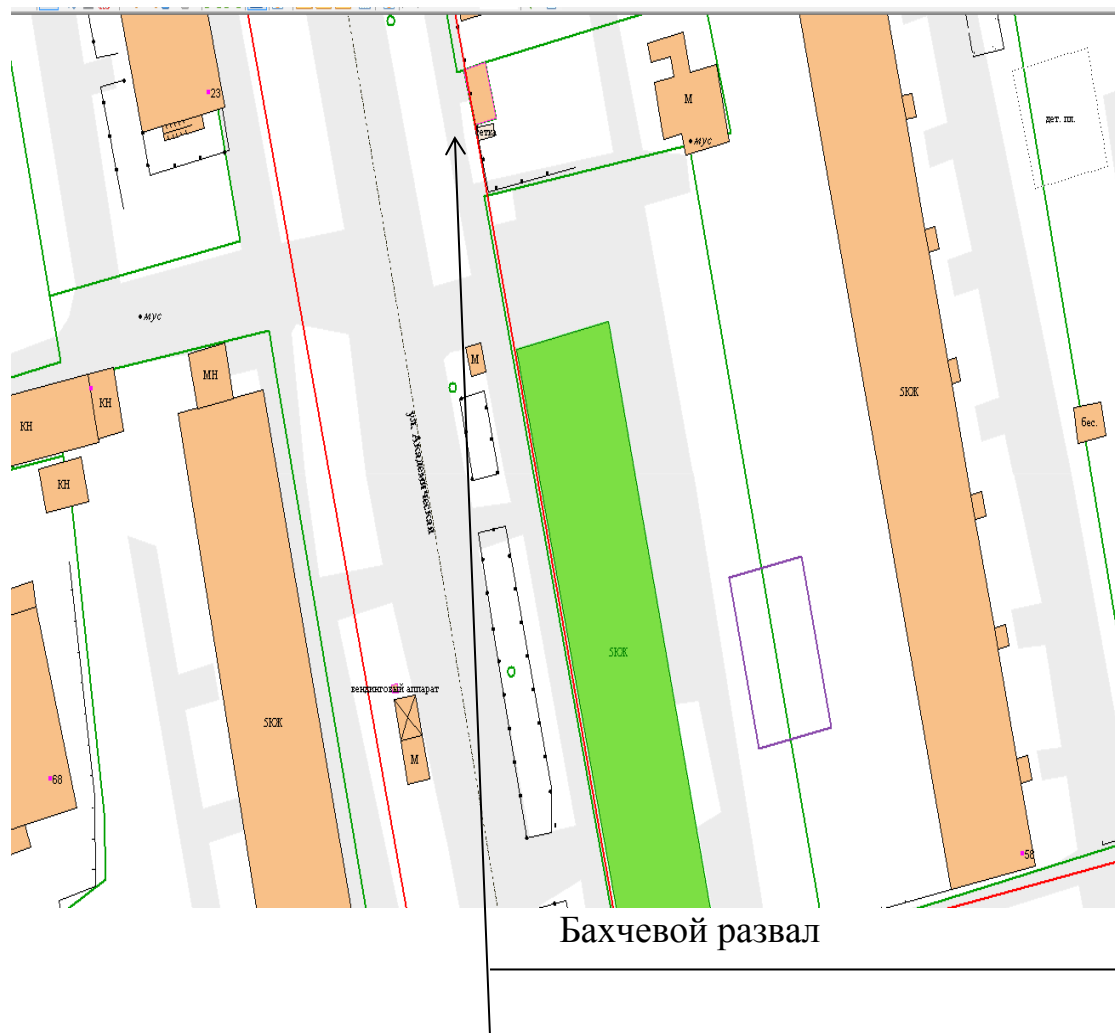 23
М
мус
дет. пл.
мус
М
МН
КН
КН
КН
5КЖ
бес.
ул. Академическая
5КЖ
вендинговый аппарат
5КЖ
М
68
58
Бахчевой развал